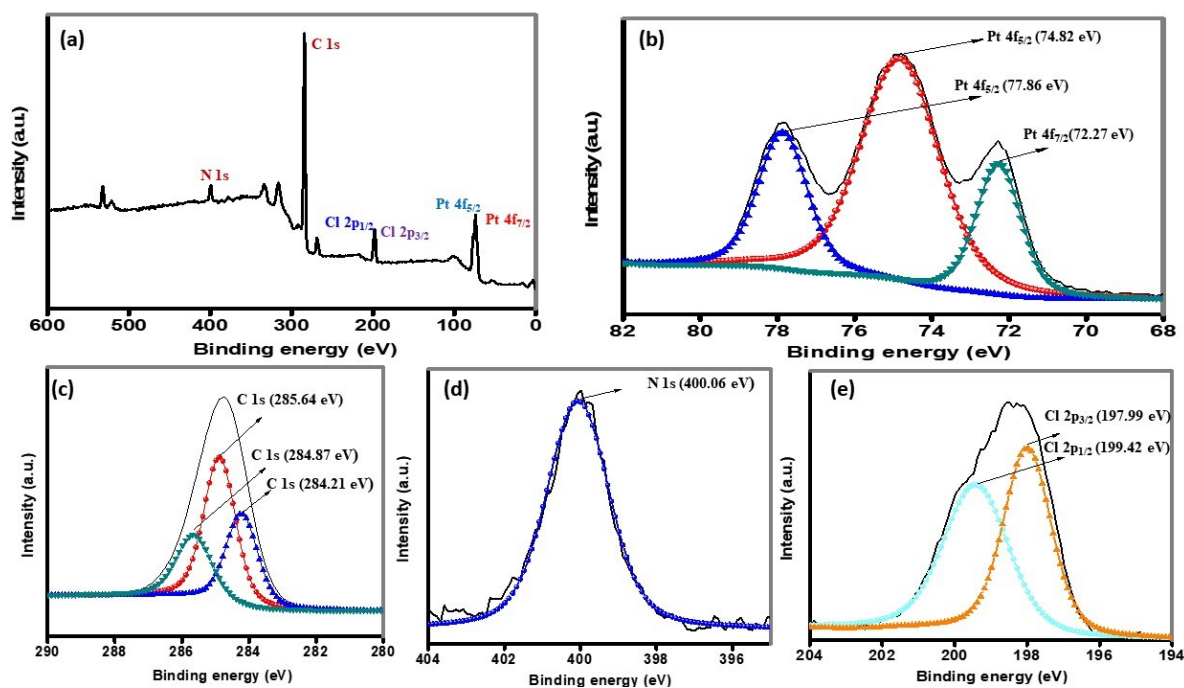 (a)
C 1s
N 1s
Cl 2p1/2
Cl 2p3/2
Pt 4f5/2
Pt 4f7/2
Intensity (a.u.)
600 500 400 300 200 100 0
Binding energy (eV)
(b)
Pt 4f5/2 (74.82 eV)
Pt 4f5/2 (77.86 eV)
Pt 4f7/2 (72.27 eV)
Intensity (a.u.)
82 80 78 76 74 72 70 68
Binding energy (eV)
(c)
C 1s (285.64 eV)
C 1s (284.87 eV)
C 1s (284.21 eV)
Intensity (a.u.)
290 288 286 284 282 280
Binding energy (eV)
(d)
N 1s (400.06 eV)
Intensity (a.u.)
404 402 400 398 396
Binding energy (eV)
(e)
Cl 2p3/2 (197.99 eV)
Cl 2p1/2 (199.42 eV)
Intensity (a.u.)
204 202 200 198 196 194
Binding energy (eV)